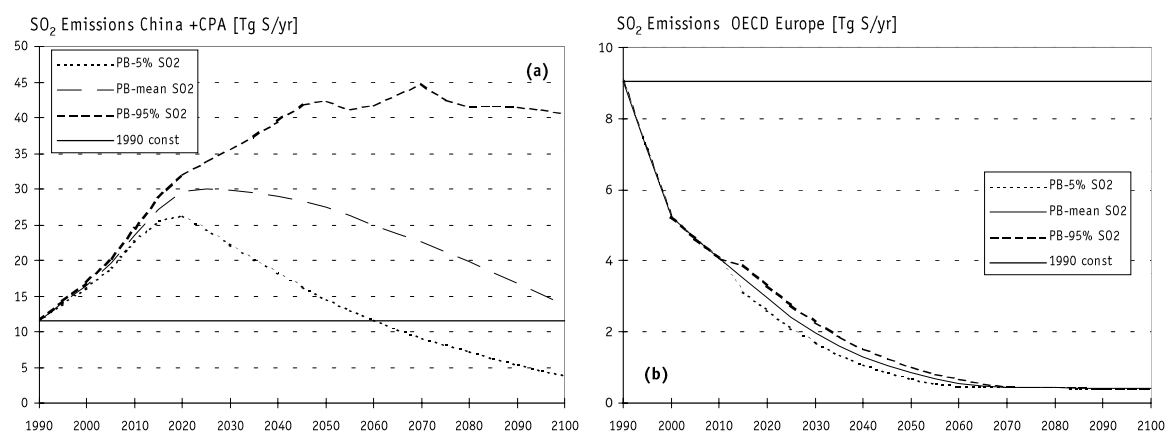 SO2 Emissions China +CPA [Tg S/yr]
50
45
40
35
30
25
20
15
10
5
0
PB-5% SO2
PB-mean SO2
PB-95% SO2
1990 const
(a)
1990 2000 2010 2020 2030 2040 2050 2060 2070 2080 2090 2100
SO2 Emissions OECD Europe [Tg S/yr]
10
8
6
4
2
0
PB-5% SO2
PB-mean SO2
PB-95% SO2
1990 const
(b)
1990 2000 2010 2020 2030 2040 2050 2060 2070 2080 2090 2100